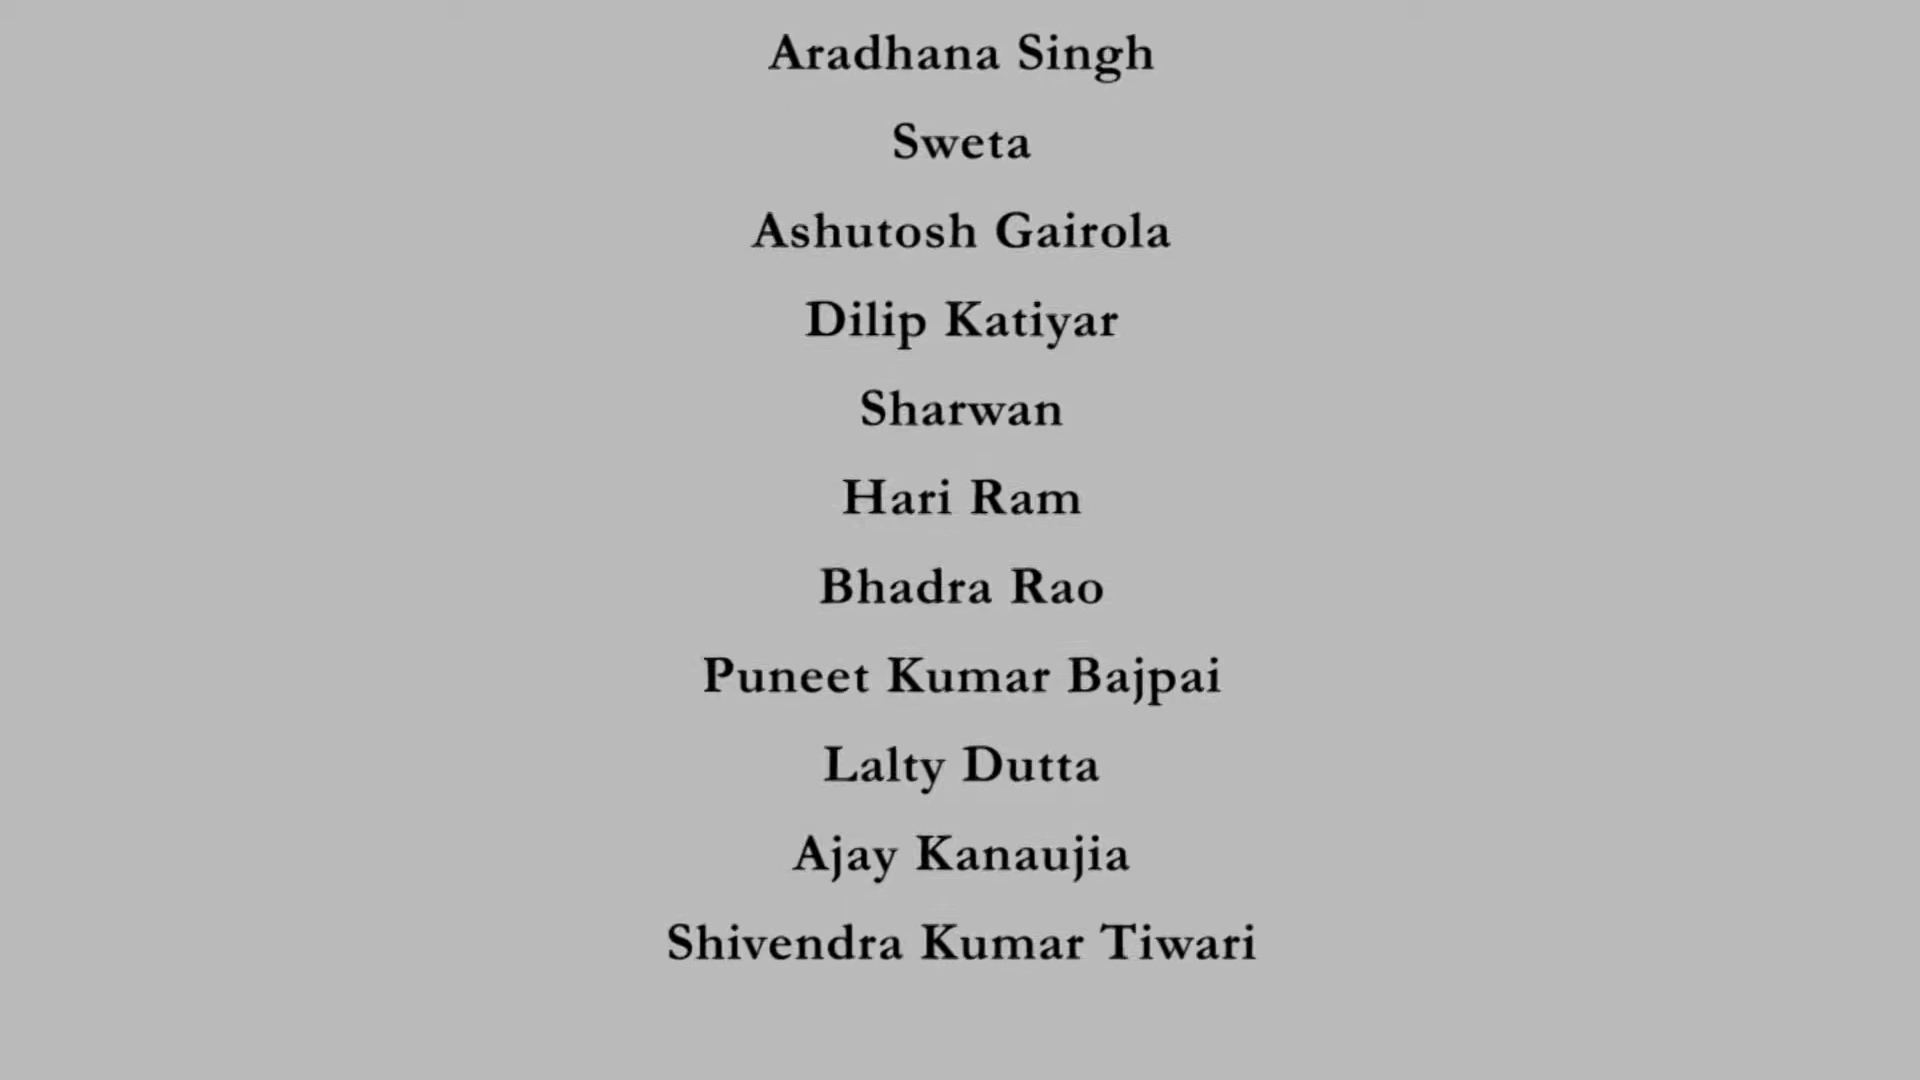 Aradhana Singh
Sweta
Ashutosh Gairola
Dilip Katiyar
Sharwan
Hari Ram
Bhadra Rao
Puneet Kumar Bajpai
Lalty Dutta
Ajay Kanaujia
Shivendra Kumar Tiwari